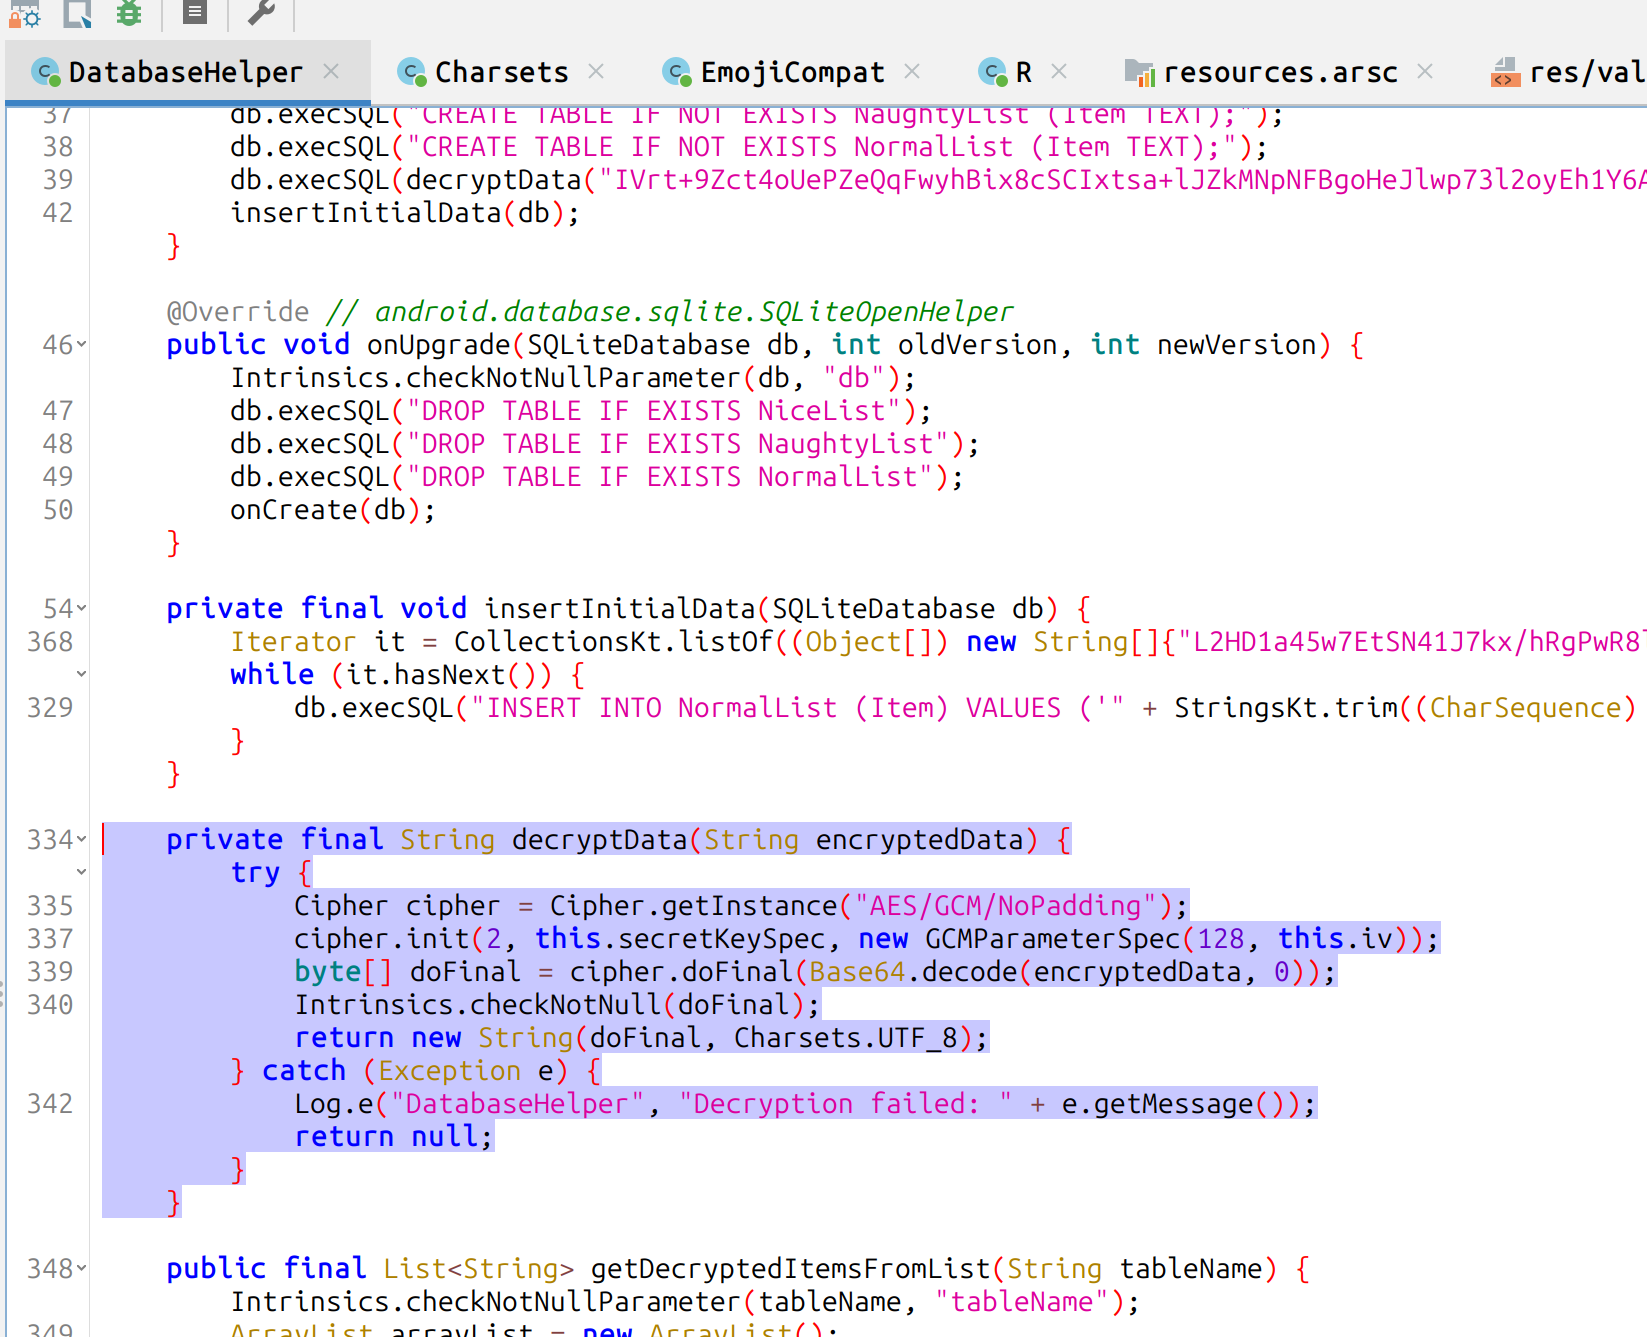 DatabaseHelper × Charsets × EmojiCompat × R × resources.arsc × res/val
37 db.execSQL("CREATE TABLE IF NOT EXISTS NaughtyList (Item TEXT);");
38 db.execSQL("CREATE TABLE IF NOT EXISTS NormalList (Item TEXT);");
39 db.execSQL(decryptData("IVrt+9Zct4oUePZeQqFwyhBix8cSCIxtsa+lJZkMNpNFBgoHeJlwp73l2oyEh1Y6A
42 insertInitialData(db);
}
@Override // android.database.sqlite.SQLiteOpenHelper
46 public void onUpgrade(SQLiteDatabase db, int oldVersion, int newVersion) {
Intrinsics.checkNotNullParameter(db, "db");
47 db.execSQL("DROP TABLE IF EXISTS NiceList");
48 db.execSQL("DROP TABLE IF EXISTS NaughtyList");
49 db.execSQL("DROP TABLE IF EXISTS NormalList");
50 onCreate(db);
}
54 private final void insertInitialData(SQLiteDatabase db) {
368 Iterator it = CollectionsKt.listOf((Object[]) new String[]{"L2HD1a45w7EtSN41J7kx/hRgPwR8
while (it.hasNext()) {
329 db.execSQL("INSERT INTO NormalList (Item) VALUES ('" + StringsKt.trim((CharSequence)
}
}
334 private final String decryptData(String encryptedData) {
try {
335 Cipher cipher = Cipher.getInstance("AES/GCM/NoPadding");
337 cipher.init(2, this.secretKeySpec, new GCMParameterSpec(128, this.iv));
339 byte[] doFinal = cipher.doFinal(Base64.decode(encryptedData, 0));
340 Intrinsics.checkNotNull(doFinal);
return new String(doFinal, Charsets.UTF_8);
} catch (Exception e) {
342 Log.e("DatabaseHelper", "Decryption failed: " + e.getMessage());
return null;
}
}
348 public final List<String> getDecryptedItemsFromList(String tableName) {
Intrinsics.checkNotNullParameter(tableName, "tableName");
349 ArrayList arrayList = new ArrayList();